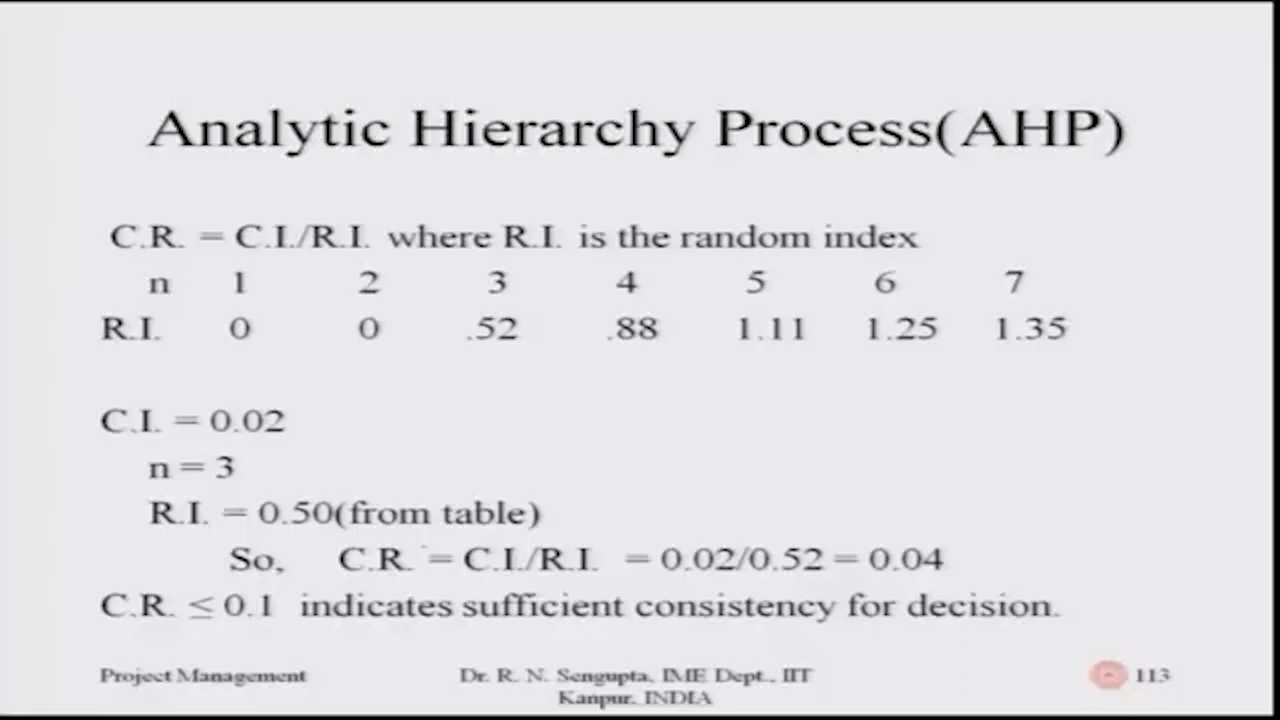 Analytic Hierarchy Process(AHP)
C.R. = C.I./R.I. where R.I. is the random index
n 1 2 3 4 5 6 7
R.I. 0 0 .52 .88 1.11 1.25 1.35
C.I. = 0.02
n = 3
R.I. = 0.50(from table)
So, C.R. = C.I./R.I. = 0.02/0.52 = 0.04
C.R. ≤ 0.1 indicates sufficient consistency for decision.
Project Management
Dr. R. N. Sengupta, IME Dept., IIT
Kanpur, INDIA
113